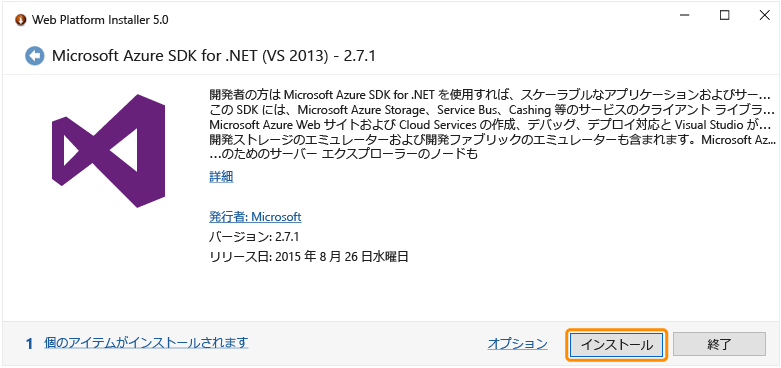 Web Platform Installer 5.0
Microsoft Azure SDK for .NET (VS 2013) - 2.7.1
開発者の方は Microsoft Azure SDK for .NET を使用すれば、スケーラブルなアプリケーションおよびサー...
この SDK には、Microsoft Azure Storage、Service Bus、Cashing 等のサービスのクライアント ライブラ...
Microsoft Azure Web サイトおよび Cloud Services の作成、デバッグ、デプロイ対応と Visual Studio が...
開発ストレージのエミュレーターおよび開発ファブリックのエミュレーターも含まれます。Microsoft Az...
...のためのサーバー エクスプローラーのノードも
詳細
発行者: Microsoft
バージョン: 2.7.1
リリース日: 2015 年 8 月 26 日水曜日
1 個のアイテムがインストールされます
オプション
インストール
終了